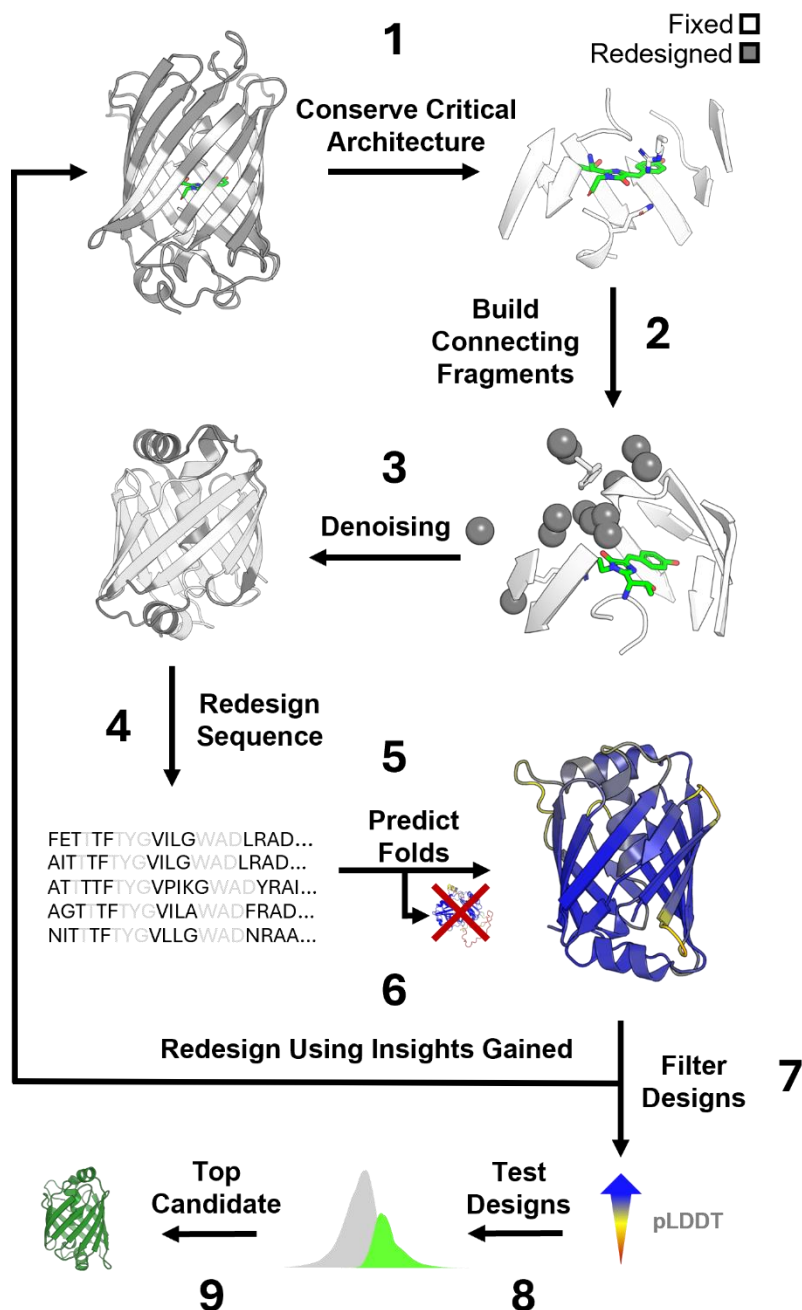 1
Fixed
Redesigned
Conserve Critical
Architecture
Build
Connecting
Fragments
2
3
Denoising
4
Redesign
Sequence
5
Predict
Folds
FETTTFTYGVILGWADLRAD...
AITTTFTYGVILGWADLRAD...
ATTTTFTYGVPIKGWADYRAI...
AGTTTFTYGVILAWADFRAD...
NITTTFTYGVLLGWADNRAA...
6
Redesign Using Insights Gained
Filter
Designs
7
Top
Candidate
Test
Designs
pLDDT
9
8